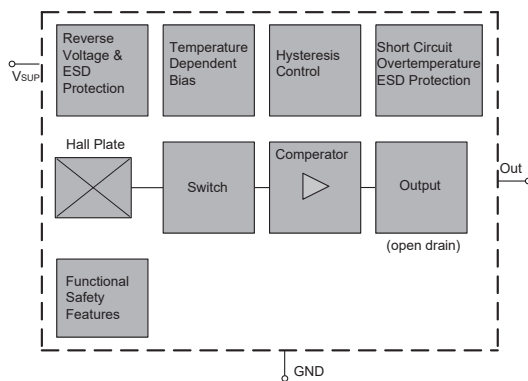 Reverse
Voltage &
ESD
Protection
Temperature
Dependent
Bias
Hysteresis
Control
Short Circuit
Overtemperature
ESD Protection
VSUP
Hall Plate
Switch
Comperator
Output
(open drain)
Out
Functional
Safety
Features
GND